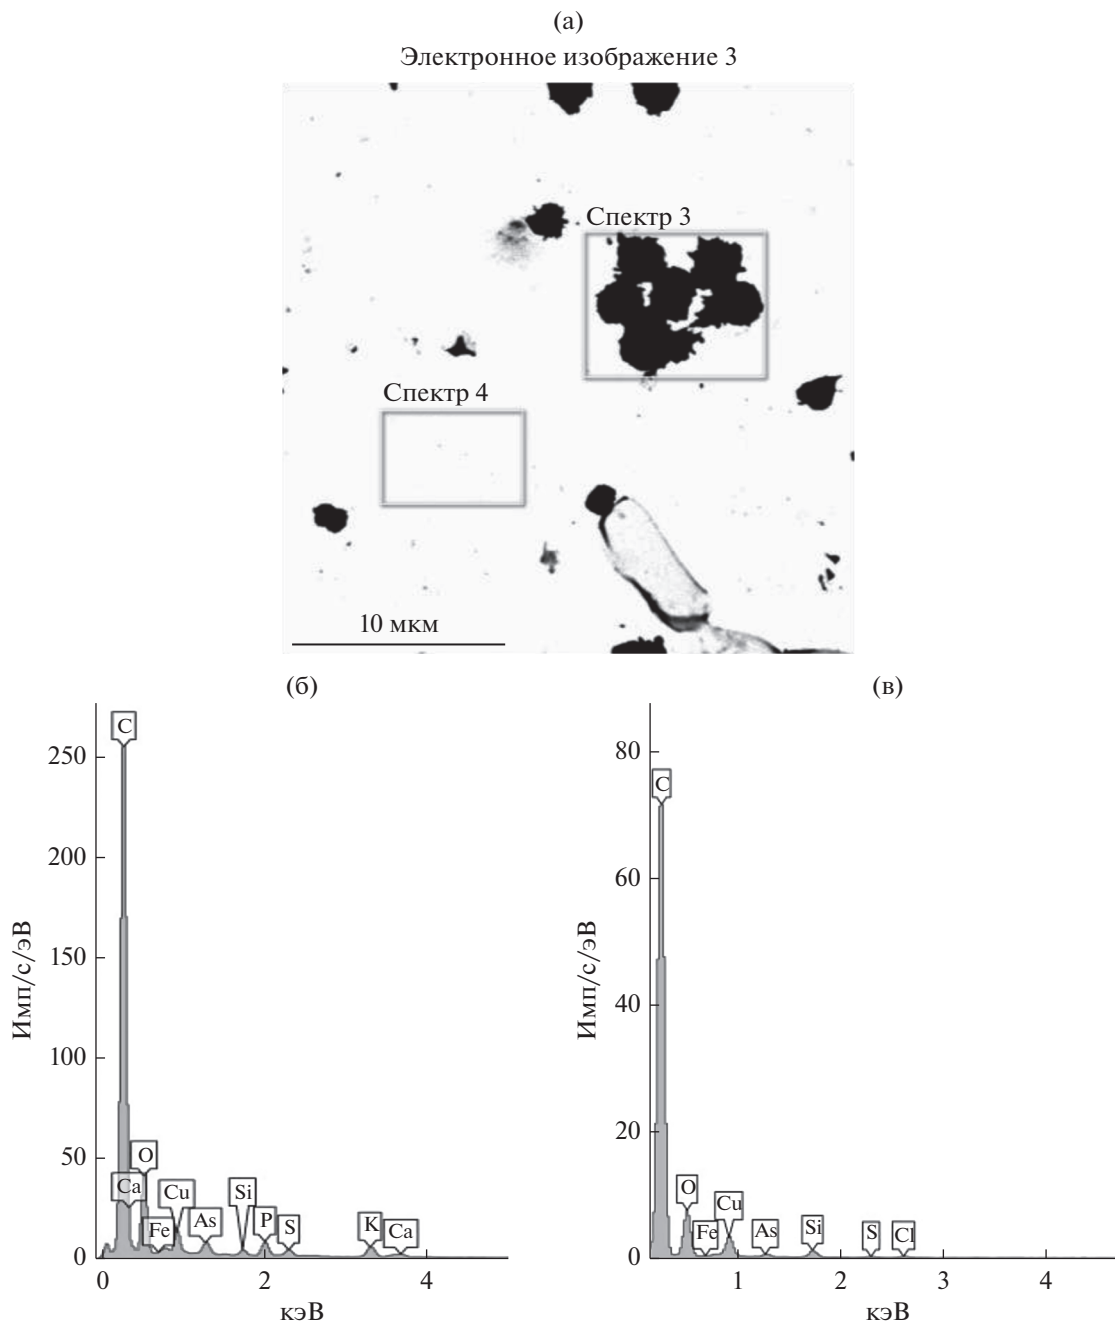 (а)
Электронное изображение 3
Спектр 3
Спектр 4
10 мкм
(б)
Имп/с/эВ
250
200
150
100
50
0
C
Ca
O
Fe
Cu
As
Si
P
S
K
Ca
0
2
4
кэВ
(в)
Имп/с/эВ
80
60
40
20
0
C
O
Fe
Cu
As
Si
S
Cl
1
2
3
4
кэВ